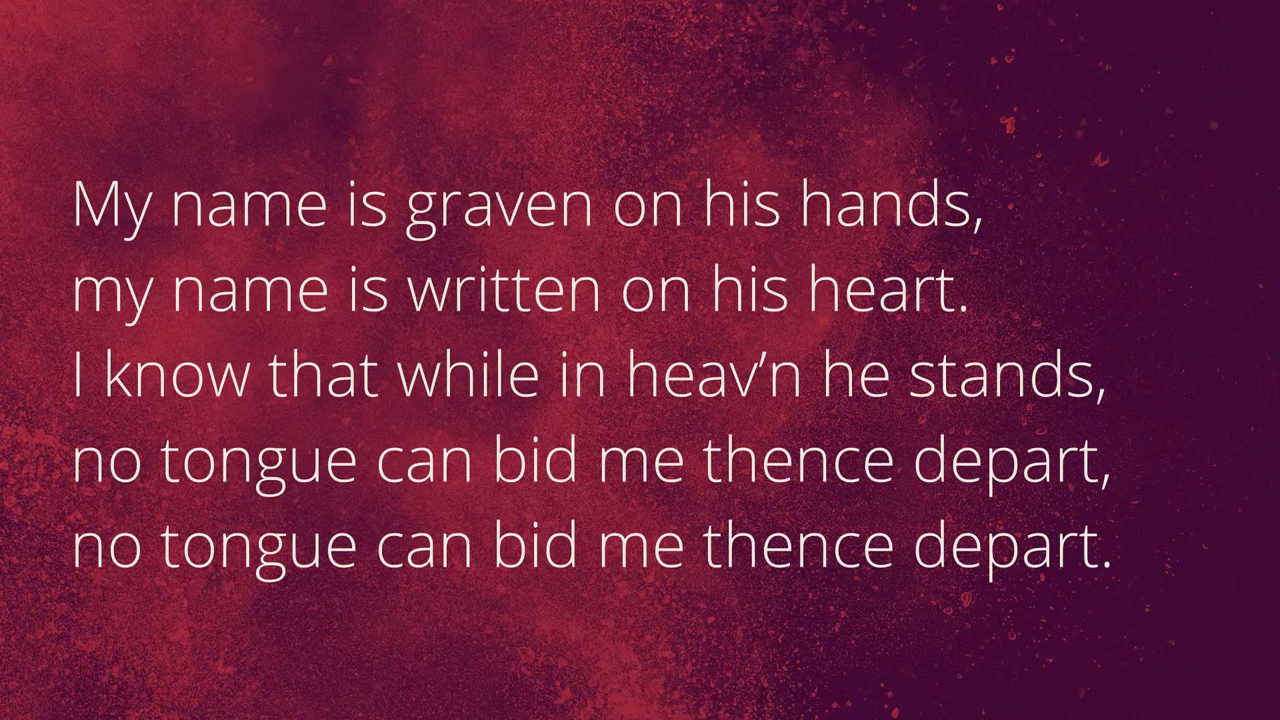 My name is graven on his hands,
my name is written on his heart.
I know that while in heav’n he stands,
no tongue can bid me thence depart,
no tongue can bid me thence depart.